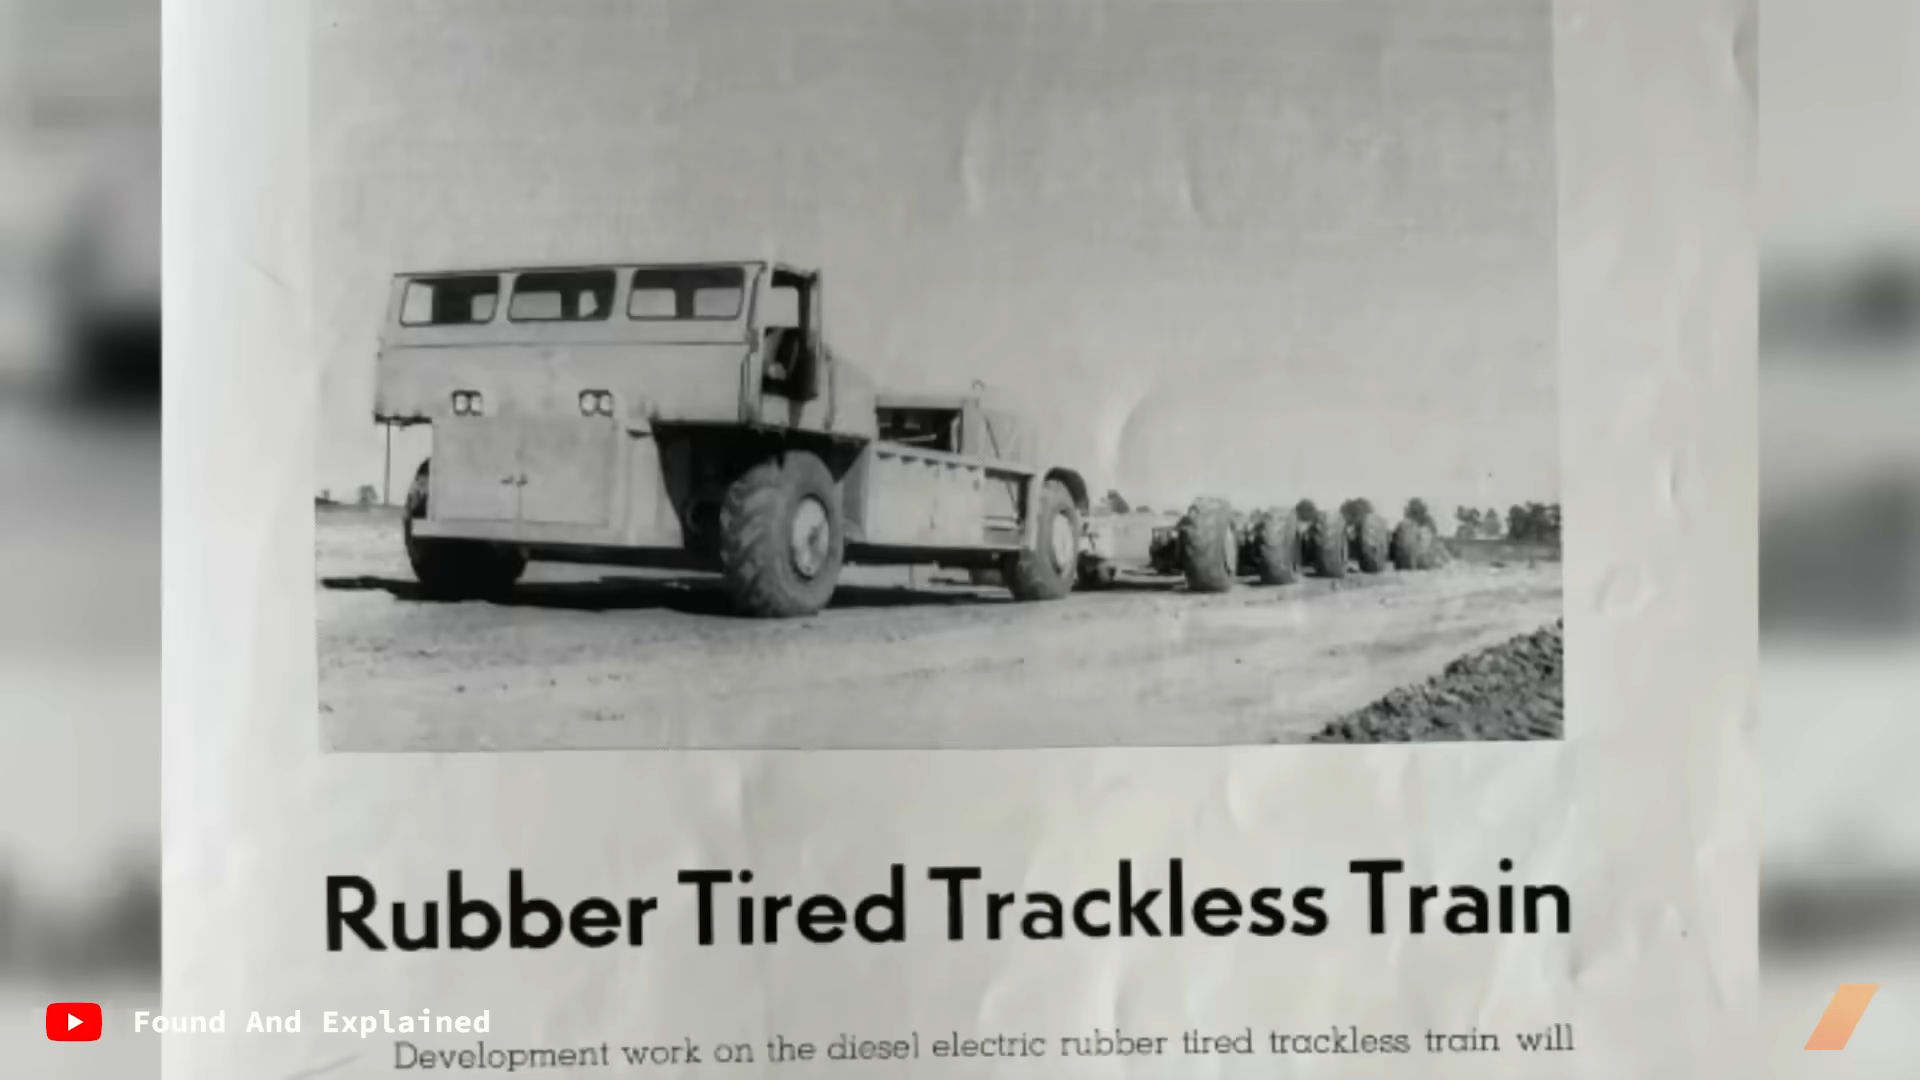 Rubber Tired Trackless Train
Found And Explained
Development work on the diesel electric rubber tired trackless train will